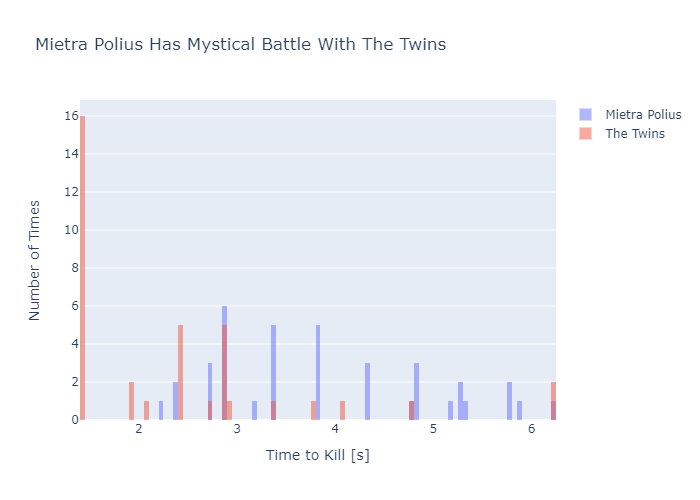 Mietra Polius Has Mystical Battle With The Twins
Mietra Polius
The Twins
Number of Times
16
14
12
10
8
6
4
2
0
2
3
4
5
6
Time to Kill [s]